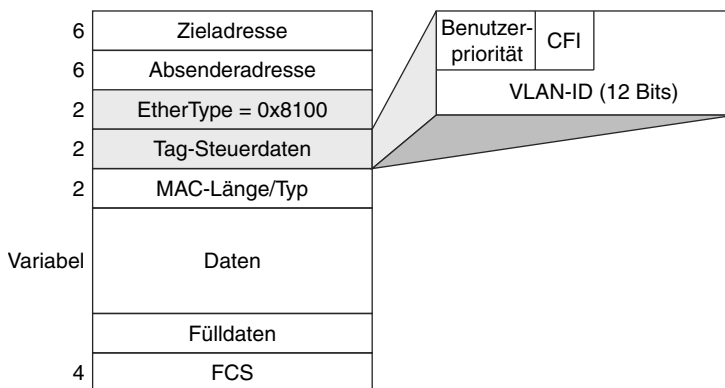 6 Zieladresse
6 Absenderadresse
2 EtherType = 0x8100
2 Tag-Steuerdaten
2 MAC-Länge/Typ
Variabel Daten
Fülldaten
4 FCS
Benutzer-
priorität
CFI
VLAN-ID (12 Bits)